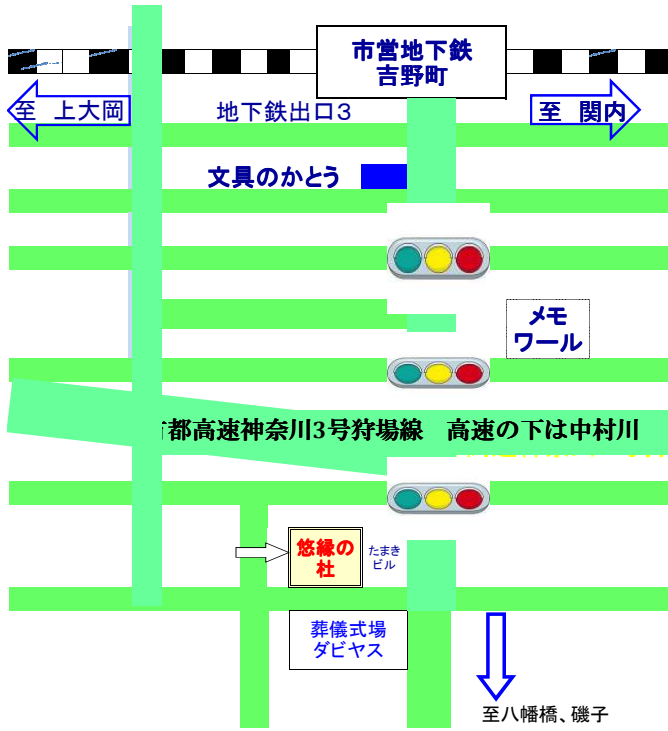 市営地下鉄
吉野町
至　上大岡
地下鉄出口３
至　関内
文具のかとう
メモ
ワール
都高速神奈川3号狩場線　高速の下は中村川
悠縁の
杜
たまき
ビル
葬儀式場
ダビヤス
至八幡橋、磯子